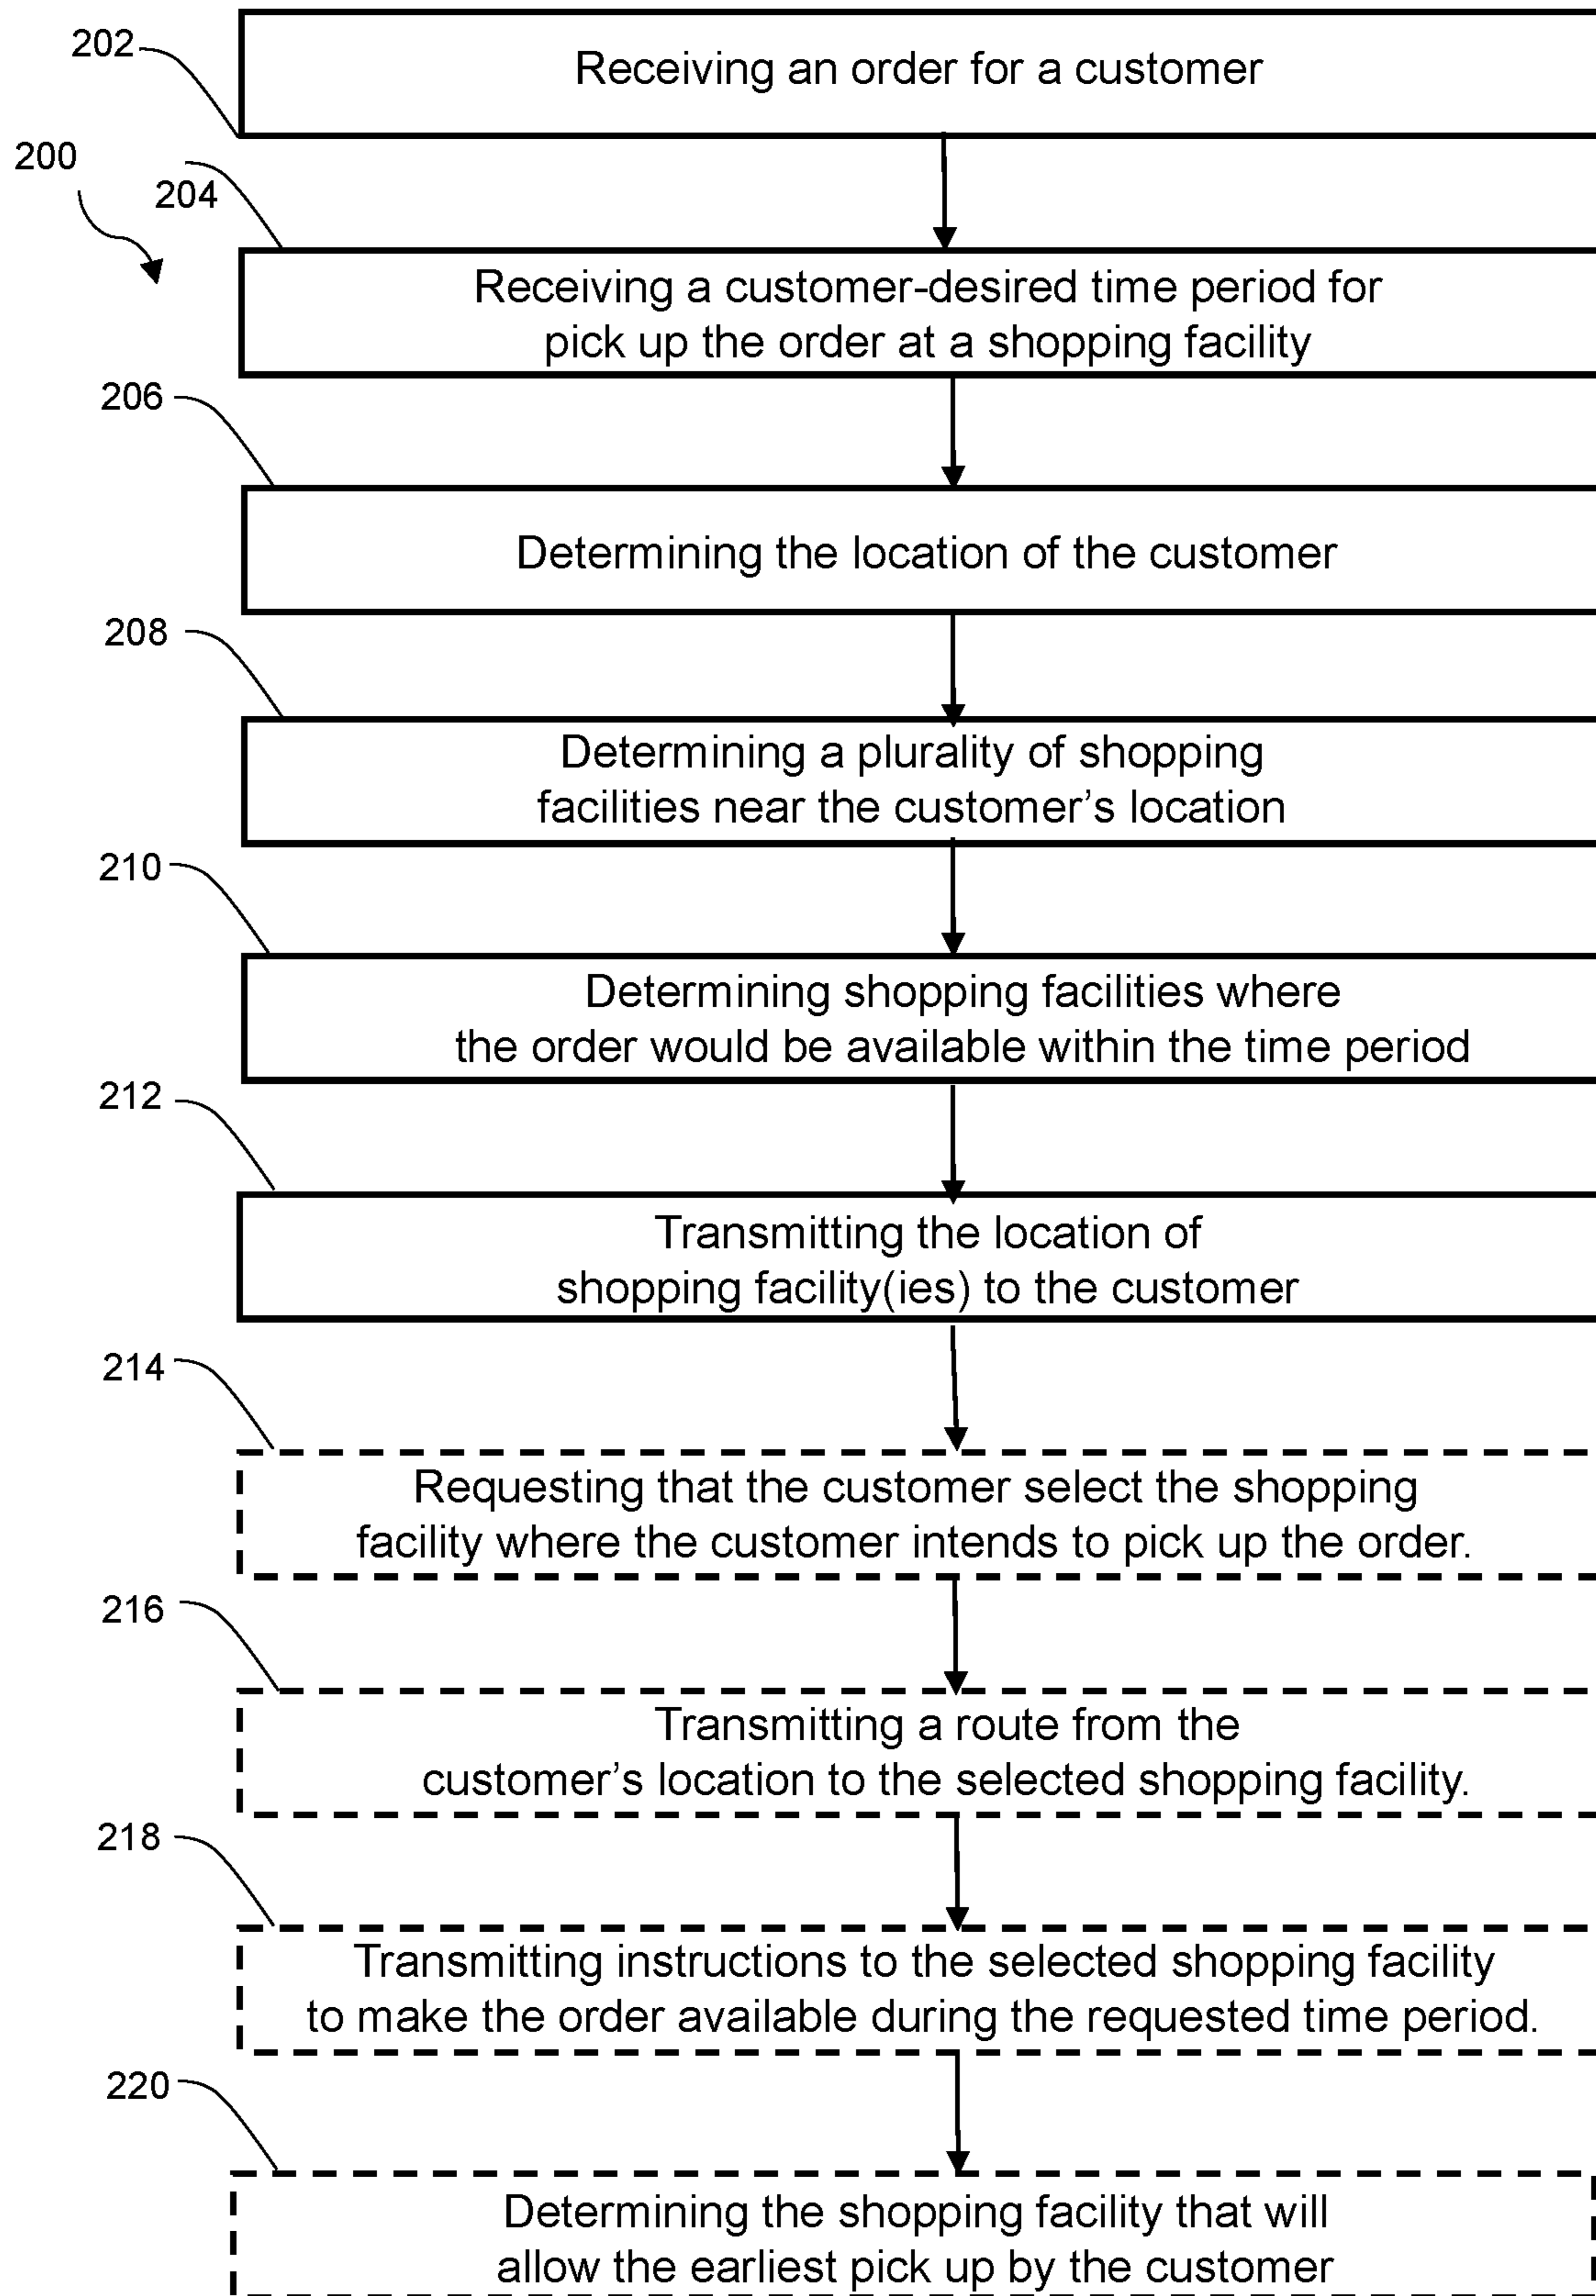 202
Receiving an order for a customer
200
204
Receiving a customer-desired time period for
pick up the order at a shopping facility
206
Determining the location of the customer
208
Determining a plurality of shopping
facilities near the customer’s location
210
Determining shopping facilities where
the order would be available within the time period
212
Transmitting the location of
shopping facility(ies) to the customer
214
Requesting that the customer select the shopping
facility where the customer intends to pick up the order.
216
Transmitting a route from the
customer’s location to the selected shopping facility.
218
Transmitting instructions to the selected shopping facility
to make the order available during the requested time period.
220
Determining the shopping facility that will
allow the earliest pick up by the customer